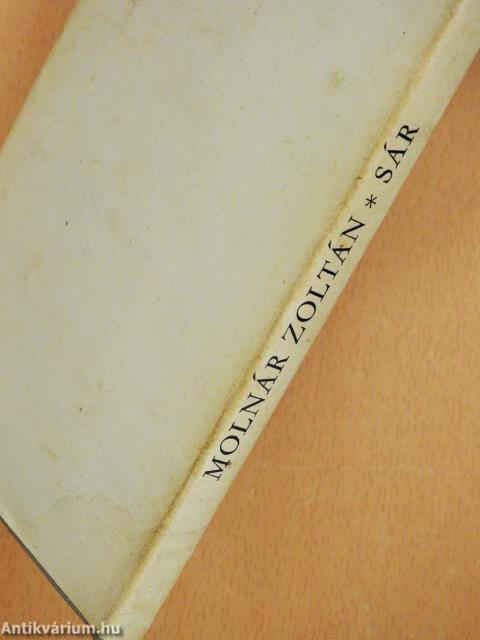 MOLNÁR ZOLTÁN * SÁR
Antikvárium.hu